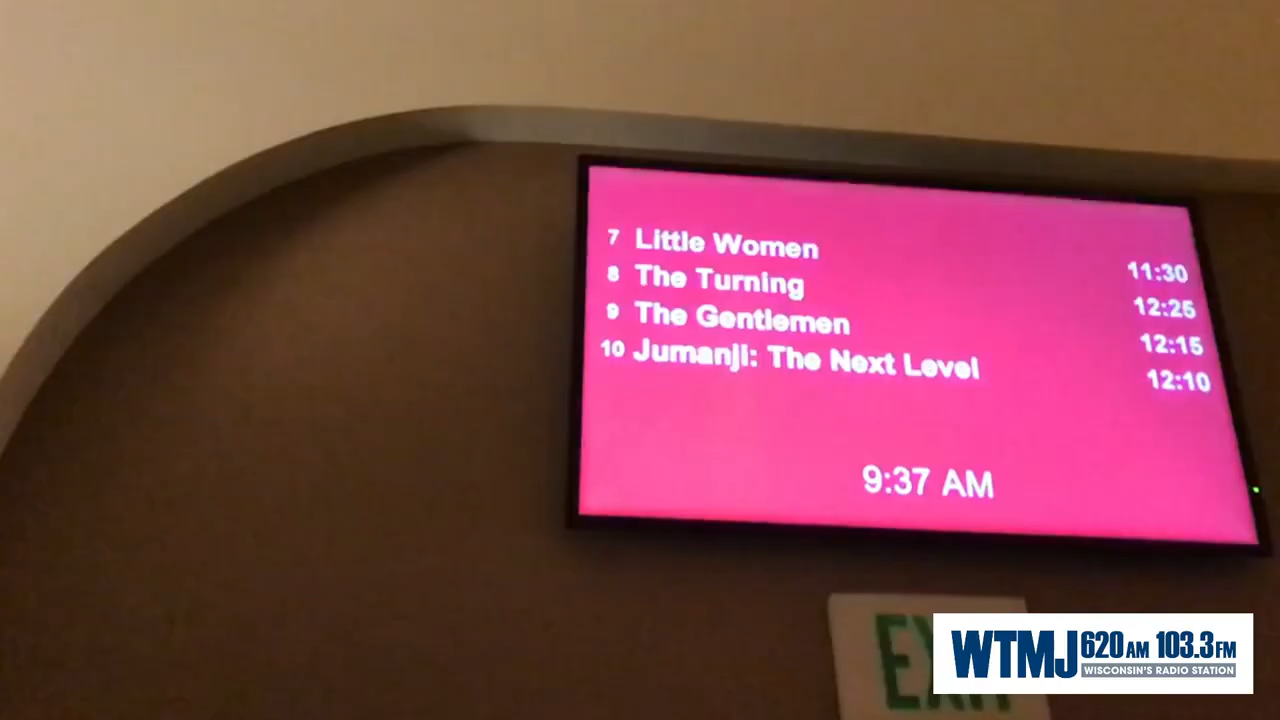 7 Little Women 11:30
8 The Turning 12:25
9 The Gentlemen 12:15
10 Jumanji: The Next Level 12:10
9:37 AM
EXIT
WTMJ 620 AM 103.3 FM
WISCONSIN'S RADIO STATION